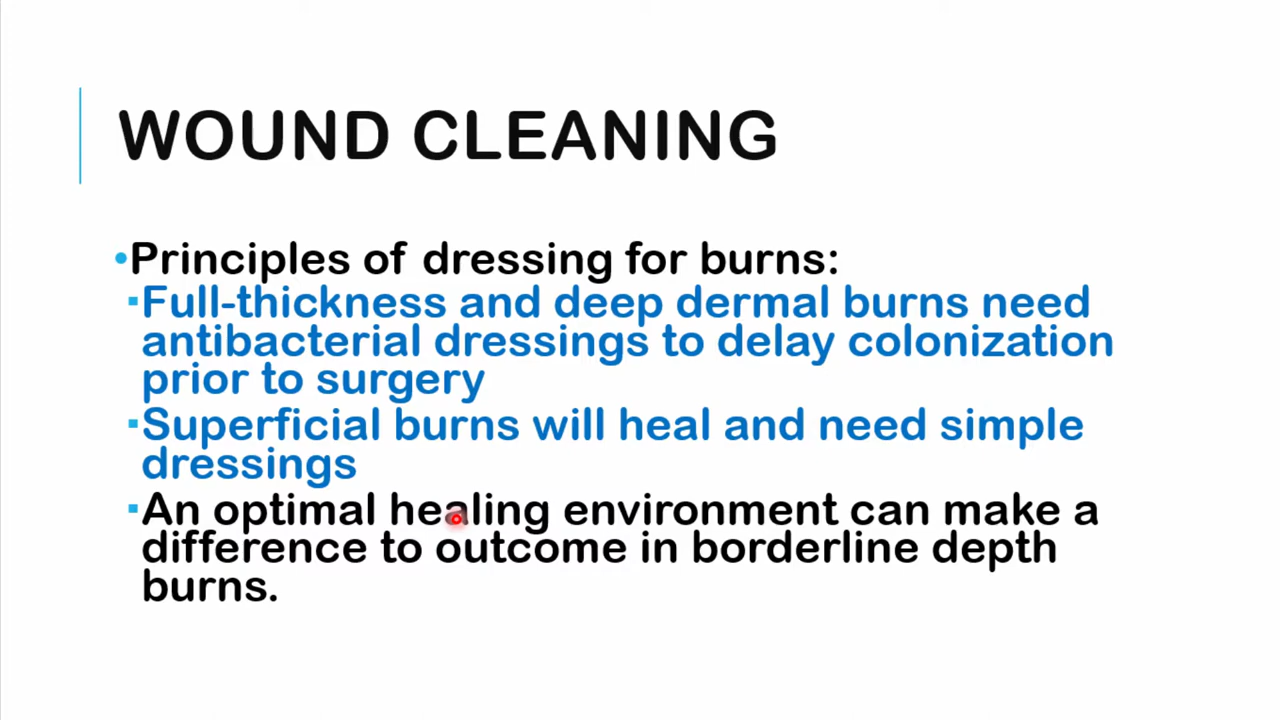 WOUND CLEANING
•Principles of dressing for burns:
▪Full-thickness and deep dermal burns need
antibacterial dressings to delay colonization
prior to surgery
▪Superficial burns will heal and need simple
dressings
▪An optimal healing environment can make a
difference to outcome in borderline depth
burns.